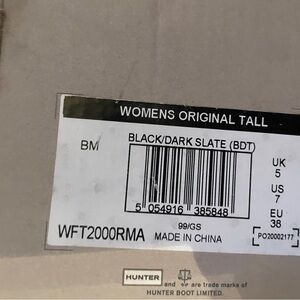 WOMENS ORIGINAL TALL
BM
BLACK/DARK SLATE (BDT)
UK
5
US
7
EU
38
5 054916 385848
99/GS
WFT2000RMA
MADE IN CHINA
PO20002177
HUNTER and are trade marks of
HUNTER BOOT LIMITED.